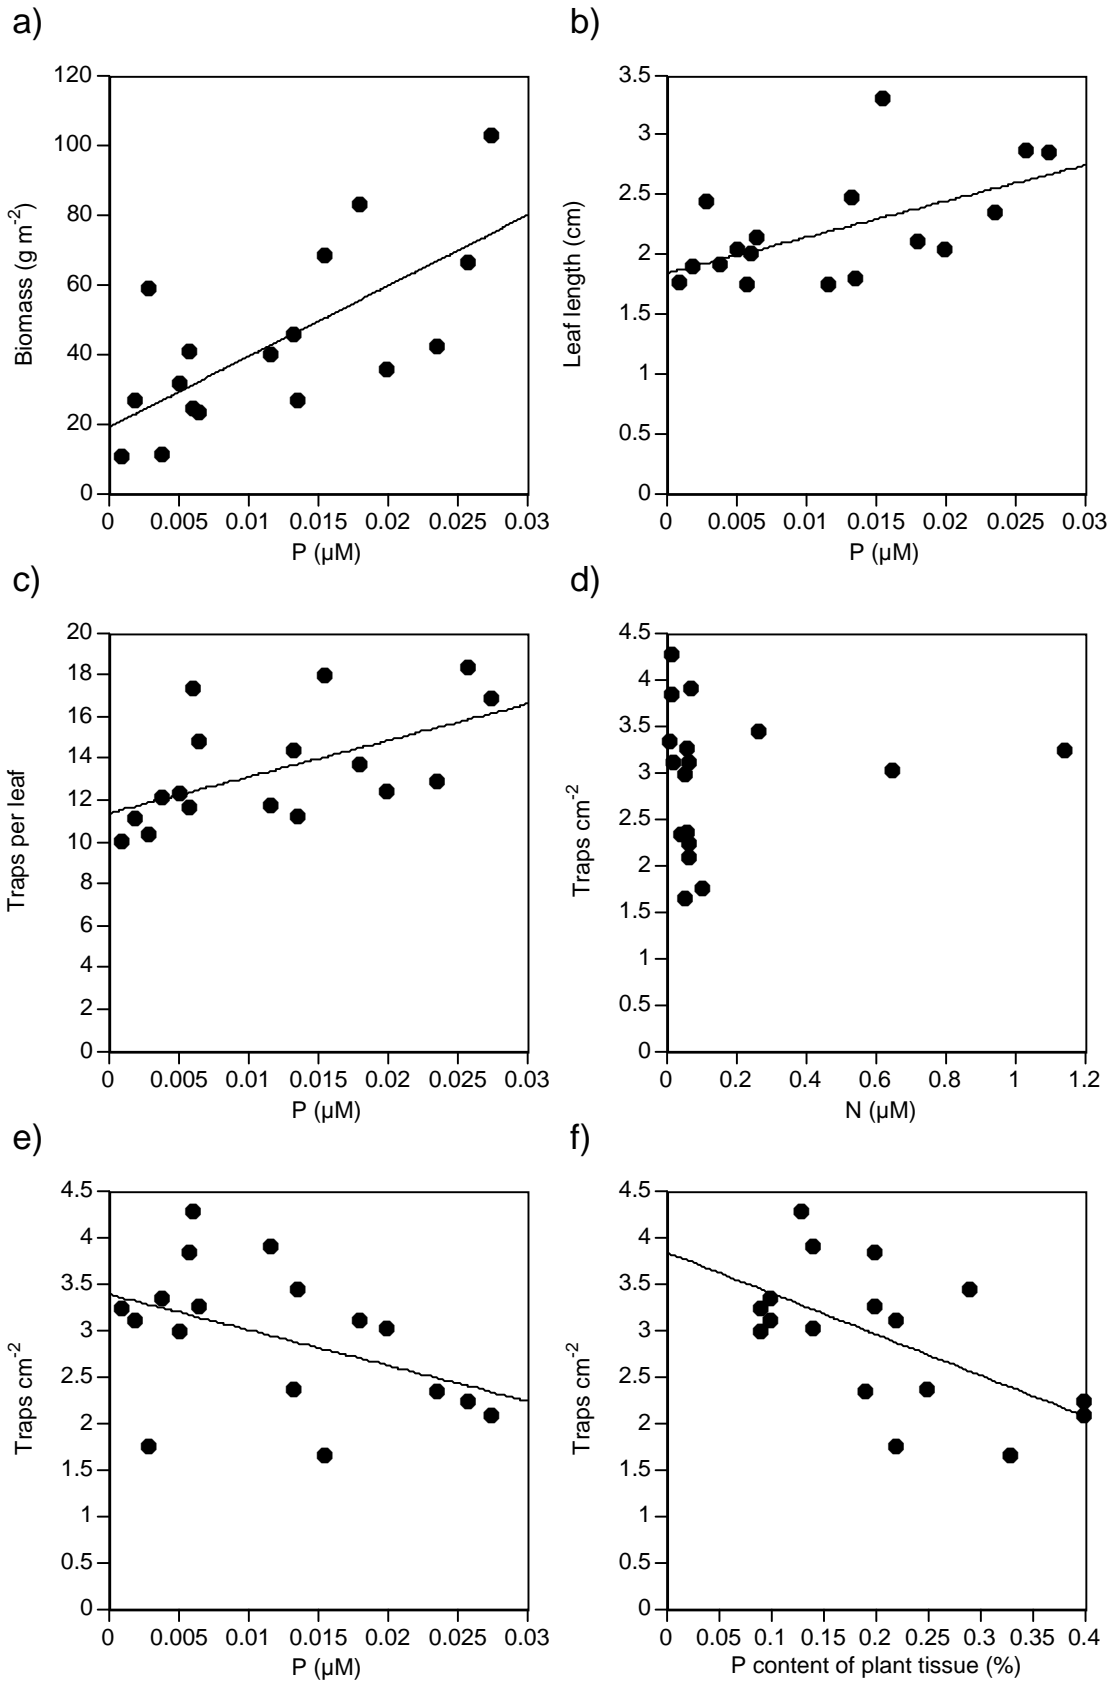 a)
120
100
80
60
40
20
0
Biomass (g m-2)
0 0.005 0.01 0.015 0.02 0.025 0.03
P (µM)
b)
3.5
3
2.5
2
1.5
1
0.5
0
Leaf length (cm)
0 0.005 0.01 0.015 0.02 0.025 0.03
P (µM)
c)
20
18
16
14
12
10
8
6
4
2
0
Traps per leaf
0 0.005 0.01 0.015 0.02 0.025 0.03
P (µM)
d)
4.5
4
3.5
3
2.5
2
1.5
1
0.5
0
Traps cm-2
0 0.2 0.4 0.6 0.8 1 1.2
N (µM)
e)
4.5
4
3.5
3
2.5
2
1.5
1
0.5
0
Traps cm-2
0 0.005 0.01 0.015 0.02 0.025 0.03
P (µM)
f)
4.5
4
3.5
3
2.5
2
1.5
1
0.5
0
Traps cm-2
0 0.05 0.1 0.15 0.2 0.25 0.3 0.35 0.4
P content of plant tissue (%)